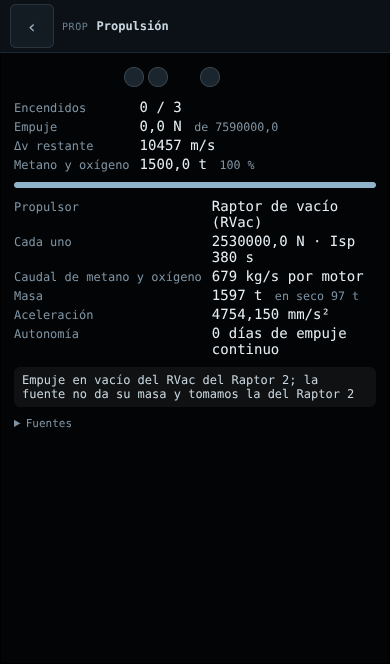 ‹ PROP Propulsión
Encendidos 0 / 3
Empuje 0,0 N de 7590000,0
Δv restante 10457 m/s
Metano y oxígeno 1500,0 t 100 %
Propulsor Raptor de vacío
(RVac)
Cada uno 2530000,0 N · Isp
380 s
Caudal de metano y oxígeno 679 kg/s por motor
Masa 1597 t en seco 97 t
Aceleración 4754,150 mm/s²
Autonomía 0 días de empuje
continuo
Empuje en vacío del RVac del Raptor 2; la
fuente no da su masa y tomamos la del Raptor 2
▶ Fuentes